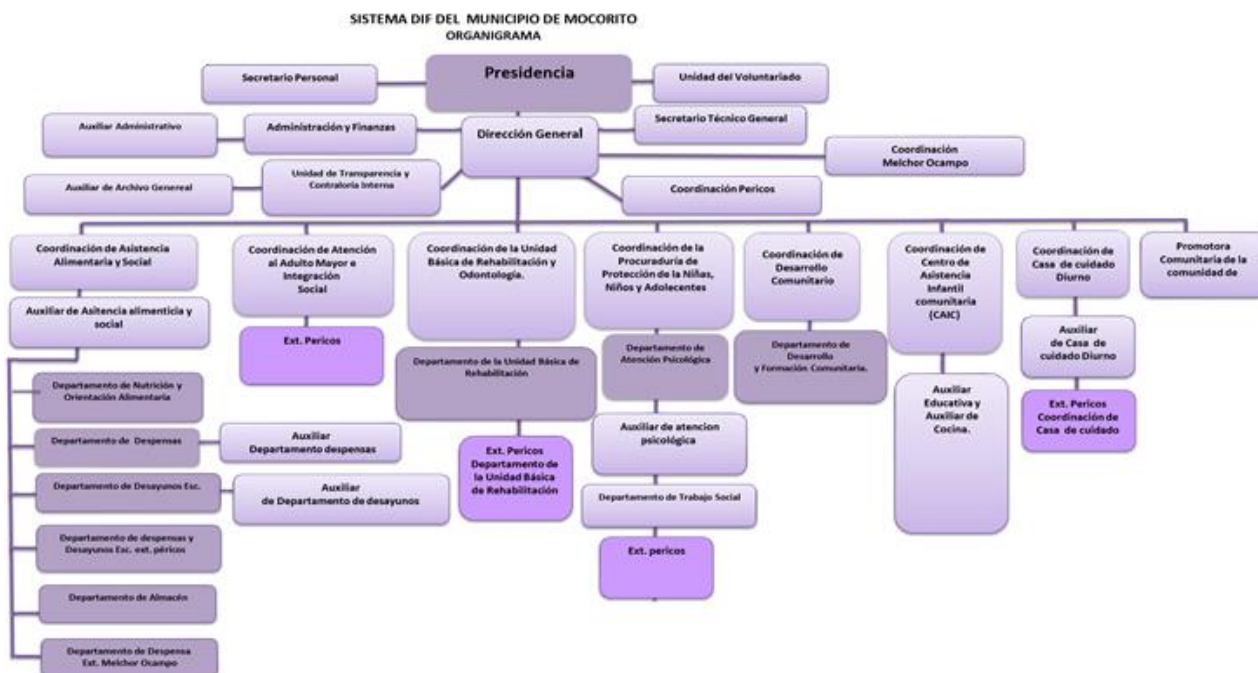 SISTEMA DIF DEL MUNICIPIO DE MOCORITO
ORGANIGRAMA
Secretario Personal
Presidencia
Unidad del Voluntariado
Auxiliar Administrativo
Administración y Finanzas
Dirección General
Secretario Técnico General
Coordinación
Melchor Ocampo
Auxiliar de Archivo Genereal
Unidad de Transparencia y
Contraloría Interna
Coordinación Pericos
Coordinación de Asistencia
Alimentaria y Social
Coordinación de Atención
al Adulto Mayor e
Integración
Social
Coordinación de la Unidad
Básica de Rehabilitación y
Odontología.
Coordinación de la
Procuraduría de
Protección de la Niñas,
Niños y Adolecentes
Coordinación de
Desarrollo
Comunitario
Coordinación de
Centro de
Asistencia
Infantil
comunitaria
(CAIC)
Coordinación de
Casa de cuidado
Diurno
Promotora
Comunitaria de la
comunidad de
Auxiliar de Asitencia alimenticia y
social
Ext. Pericos
Departamento de la Unidad Básica de
Rehabilitación
Departamento de
Atención Psicológica
Departamento de
Desarrollo
y Formación Comunitaria.
Auxiliar
de Casa de
cuidado Diurno
Departamento de Nutrición y
Orientación Alimentaria
Auxiliar
Educativa y
Auxiliar de
Cocina.
Ext. Pericos
Coordinación de
Casa de cuidado
Departamento de Despensas
Auxiliar
Departamento despensas
Ext. Pericos
Departamento de
la Unidad Básica
de Rehabilitación
Auxiliar de atencion
psicológica
Departamento de Desayunos Esc.
Auxiliar
de Departamento de desayunos
Departamento de Trabajo Social
Departamento de despensas y
Desayunos Esc. ext. péricos
Ext. pericos
Departamento de Almacén
Departamento de Despensa
Ext. Melchor Ocampo